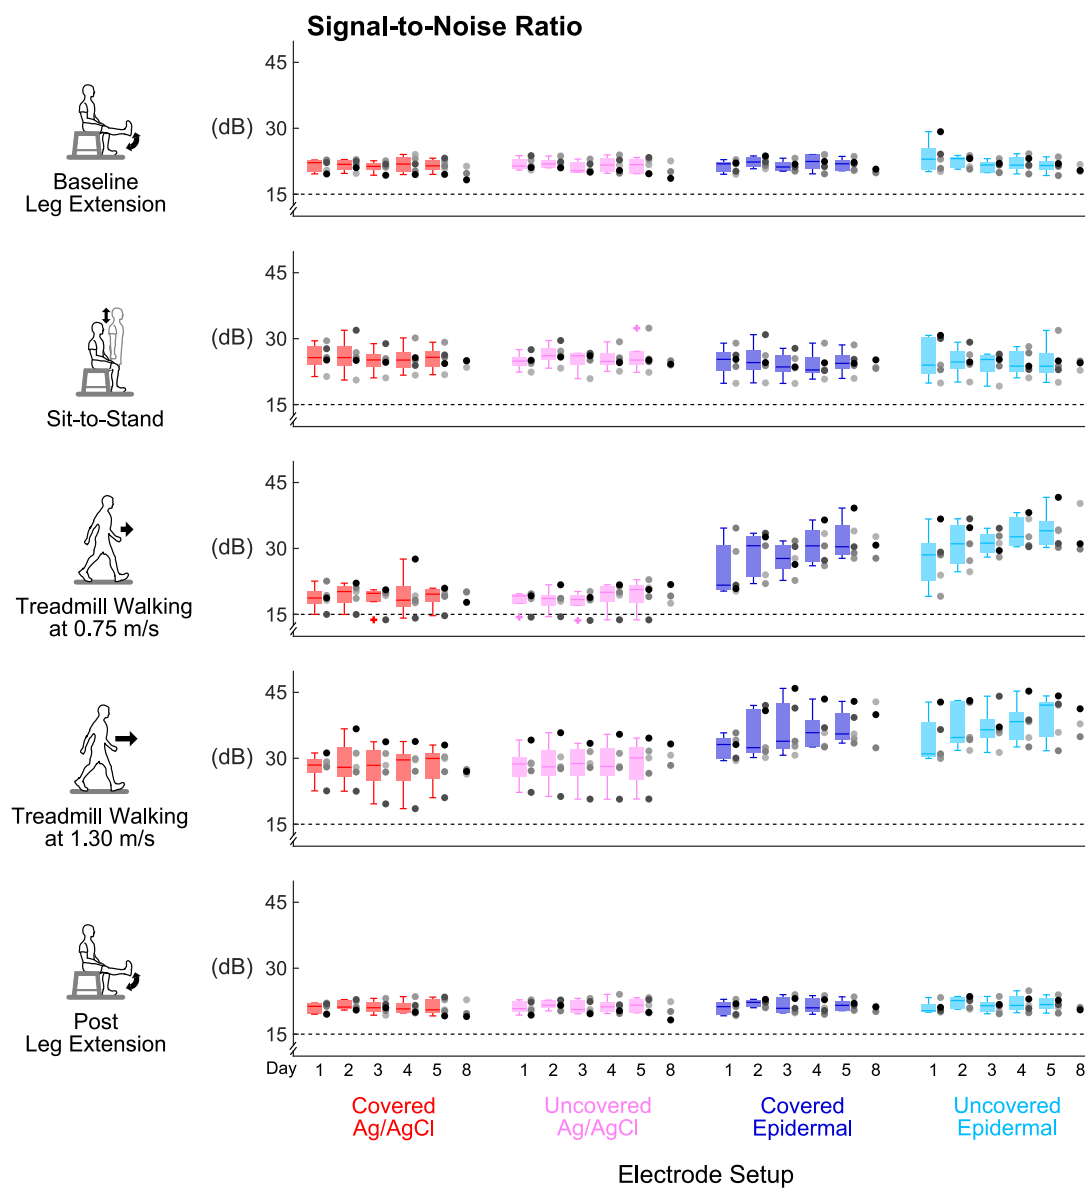 Signal-to-Noise Ratio
45
(dB)
30
15
Baseline
Leg Extension
45
(dB)
30
15
Sit-to-Stand
45
(dB)
30
15
Treadmill Walking
at 0.75 m/s
45
(dB)
30
15
Treadmill Walking
at 1.30 m/s
45
(dB)
30
15
Post
Leg Extension
Day 1 2 3 4 5 8 1 2 3 4 5 8 1 2 3 4 5 8 1 2 3 4 5 8
Covered Uncovered Covered Uncovered
Ag/AgCl Ag/AgCl Epidermal Epidermal
Electrode Setup